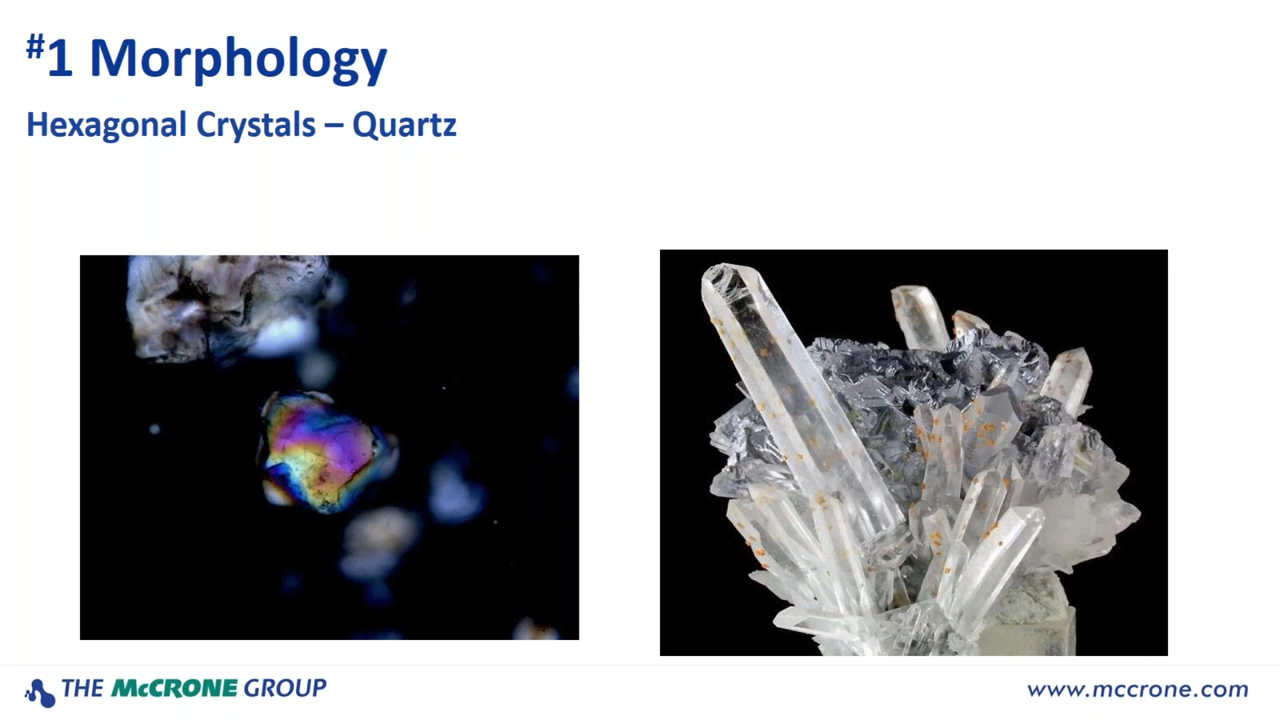 #1 Morphology
Hexagonal Crystals – Quartz
THE McCRONE GROUP
www.mccrone.com